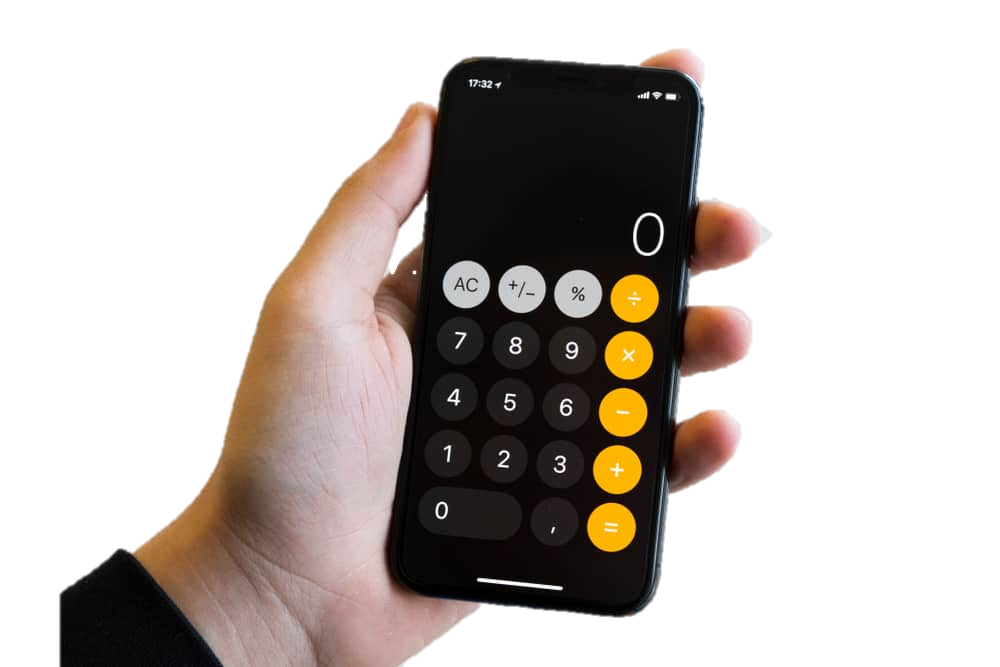 17:32
0
AC +/− % ÷
7 8 9 ×
4 5 6 −
1 2 3 +
0 , =